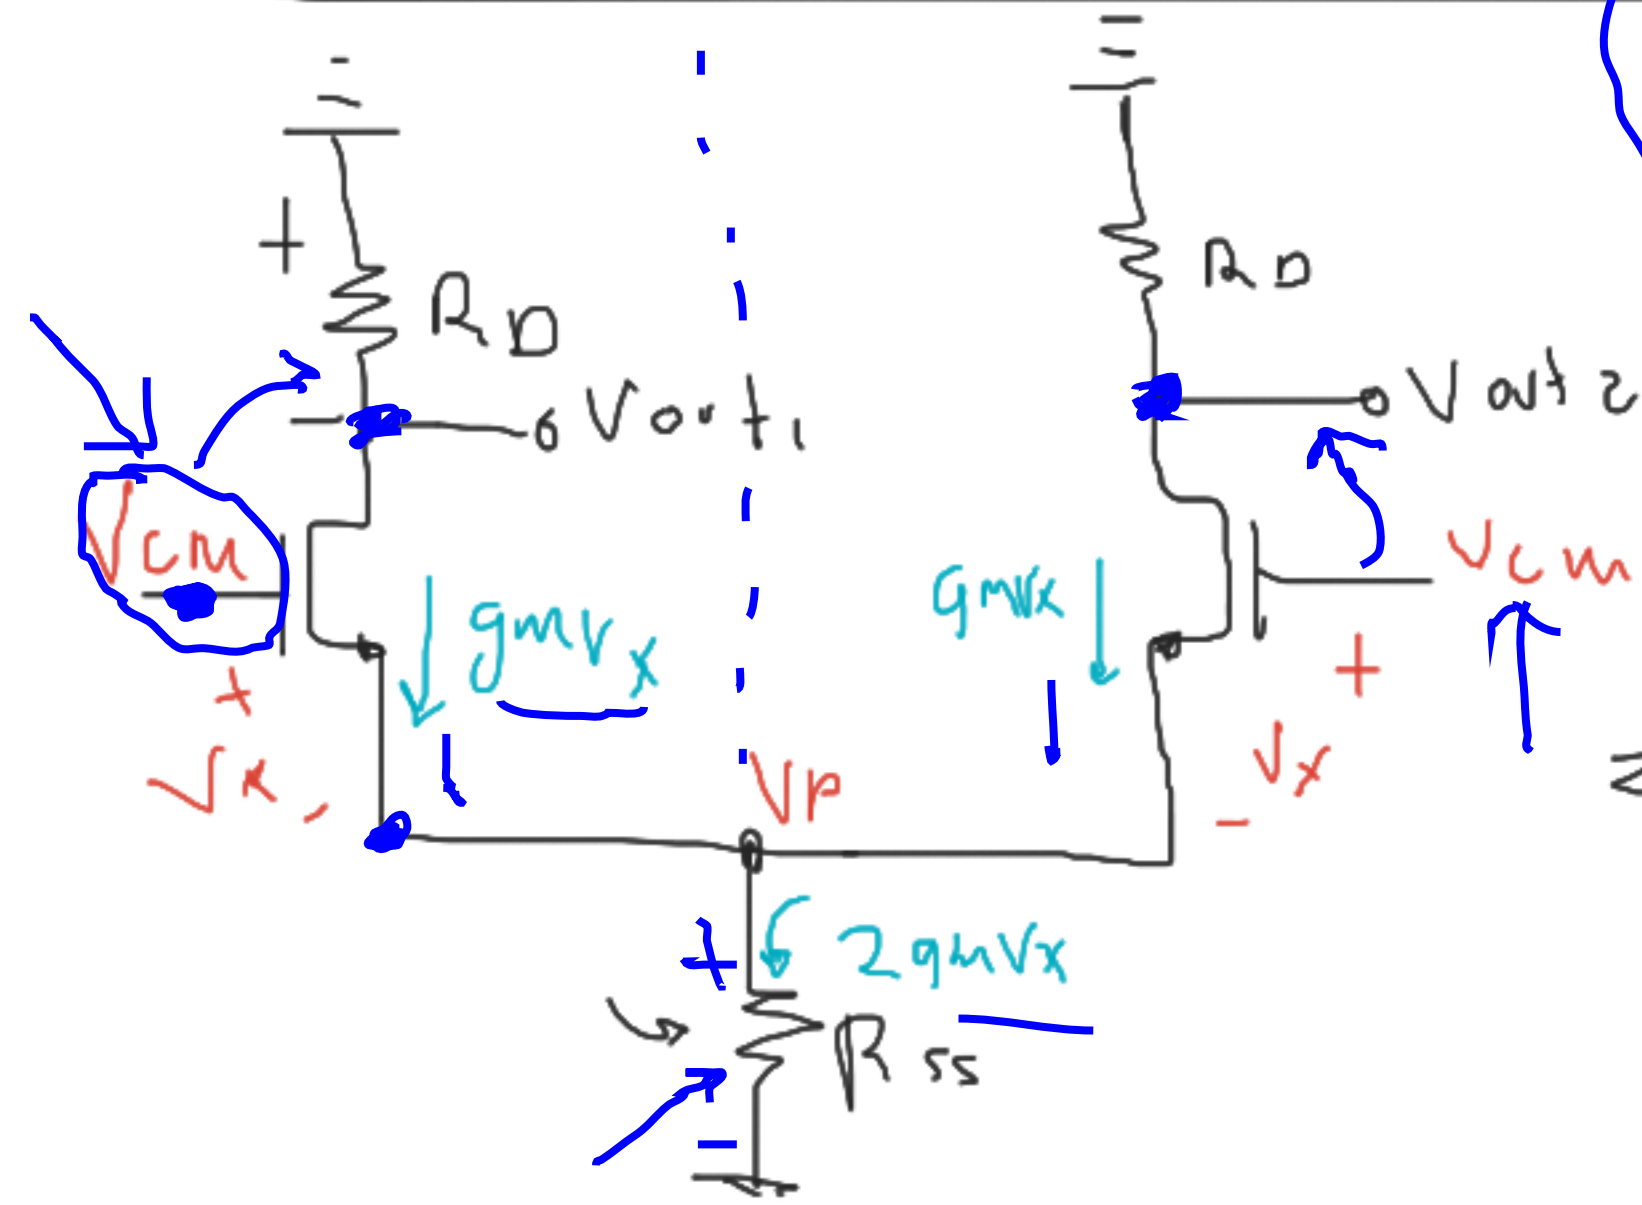 +
RD
RD
- Vout1
Vout2
Vcm
Vcm
gmvx
gmvx
+
+
Vx
-
Vx
-
VP
+
2gmvx
Rss
-